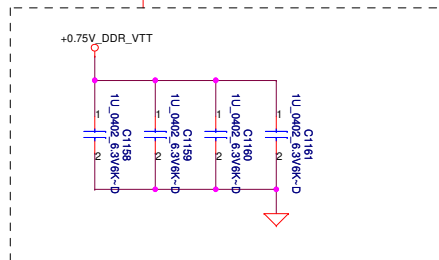 +0.75V_DDR_VTT
1
2
C1158
1U_0402_6.3V6K~D
1
2
C1159
1U_0402_6.3V6K~D
1
2
C1160
1U_0402_6.3V6K~D
1
2
C1161
1U_0402_6.3V6K~D